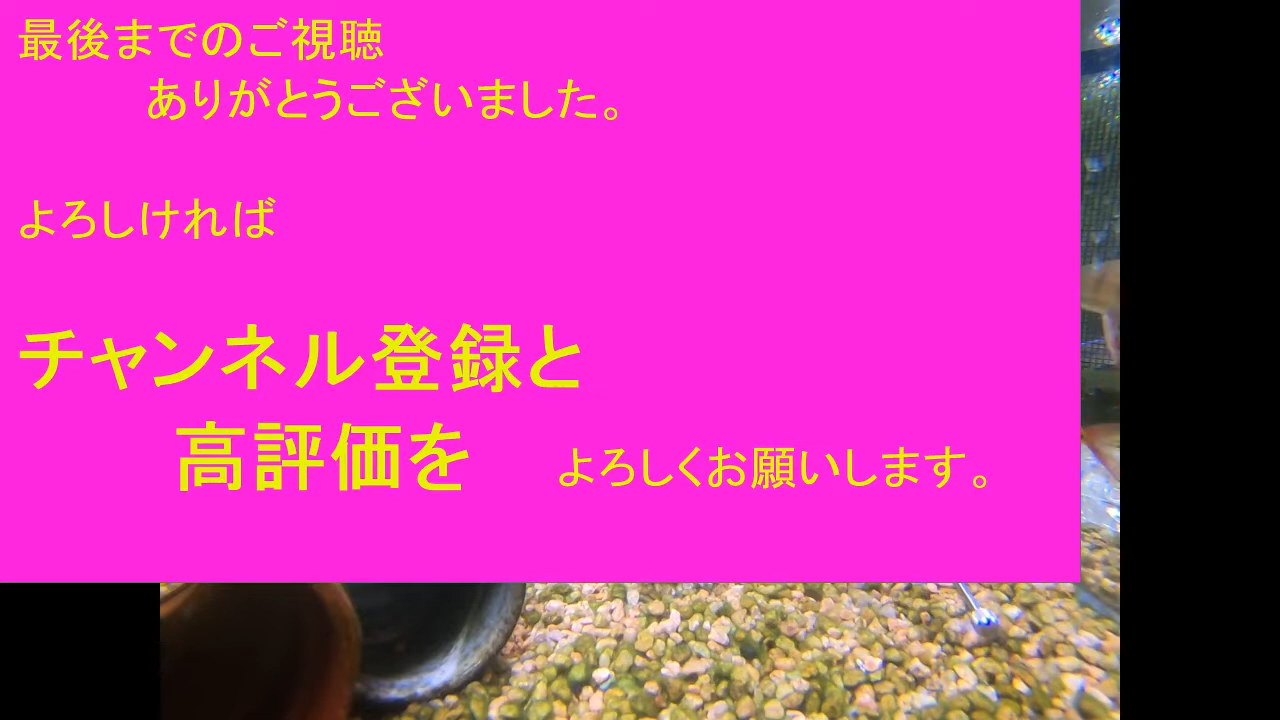 最後までのご視聴
ありがとうございました。
よろしければ
チャンネル登録と
高評価を よろしくお願いします。